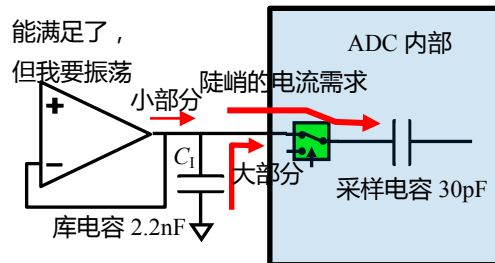 能满足了，
但我要振荡
ADC 内部
陡峭的电流需求
小部分
+
−
C_I
大部分
采样电容 30pF
库电容 2.2nF